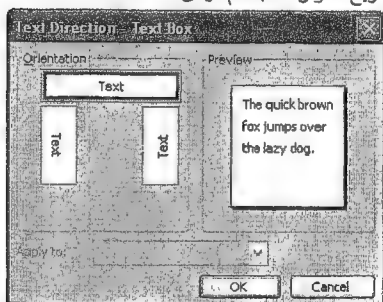 Text Direction - Text Box
Orientation
Text
Text
Text
Preview
The quick brown
fox jumps over
the lazy dog.
Apply to:
OK
Cancel